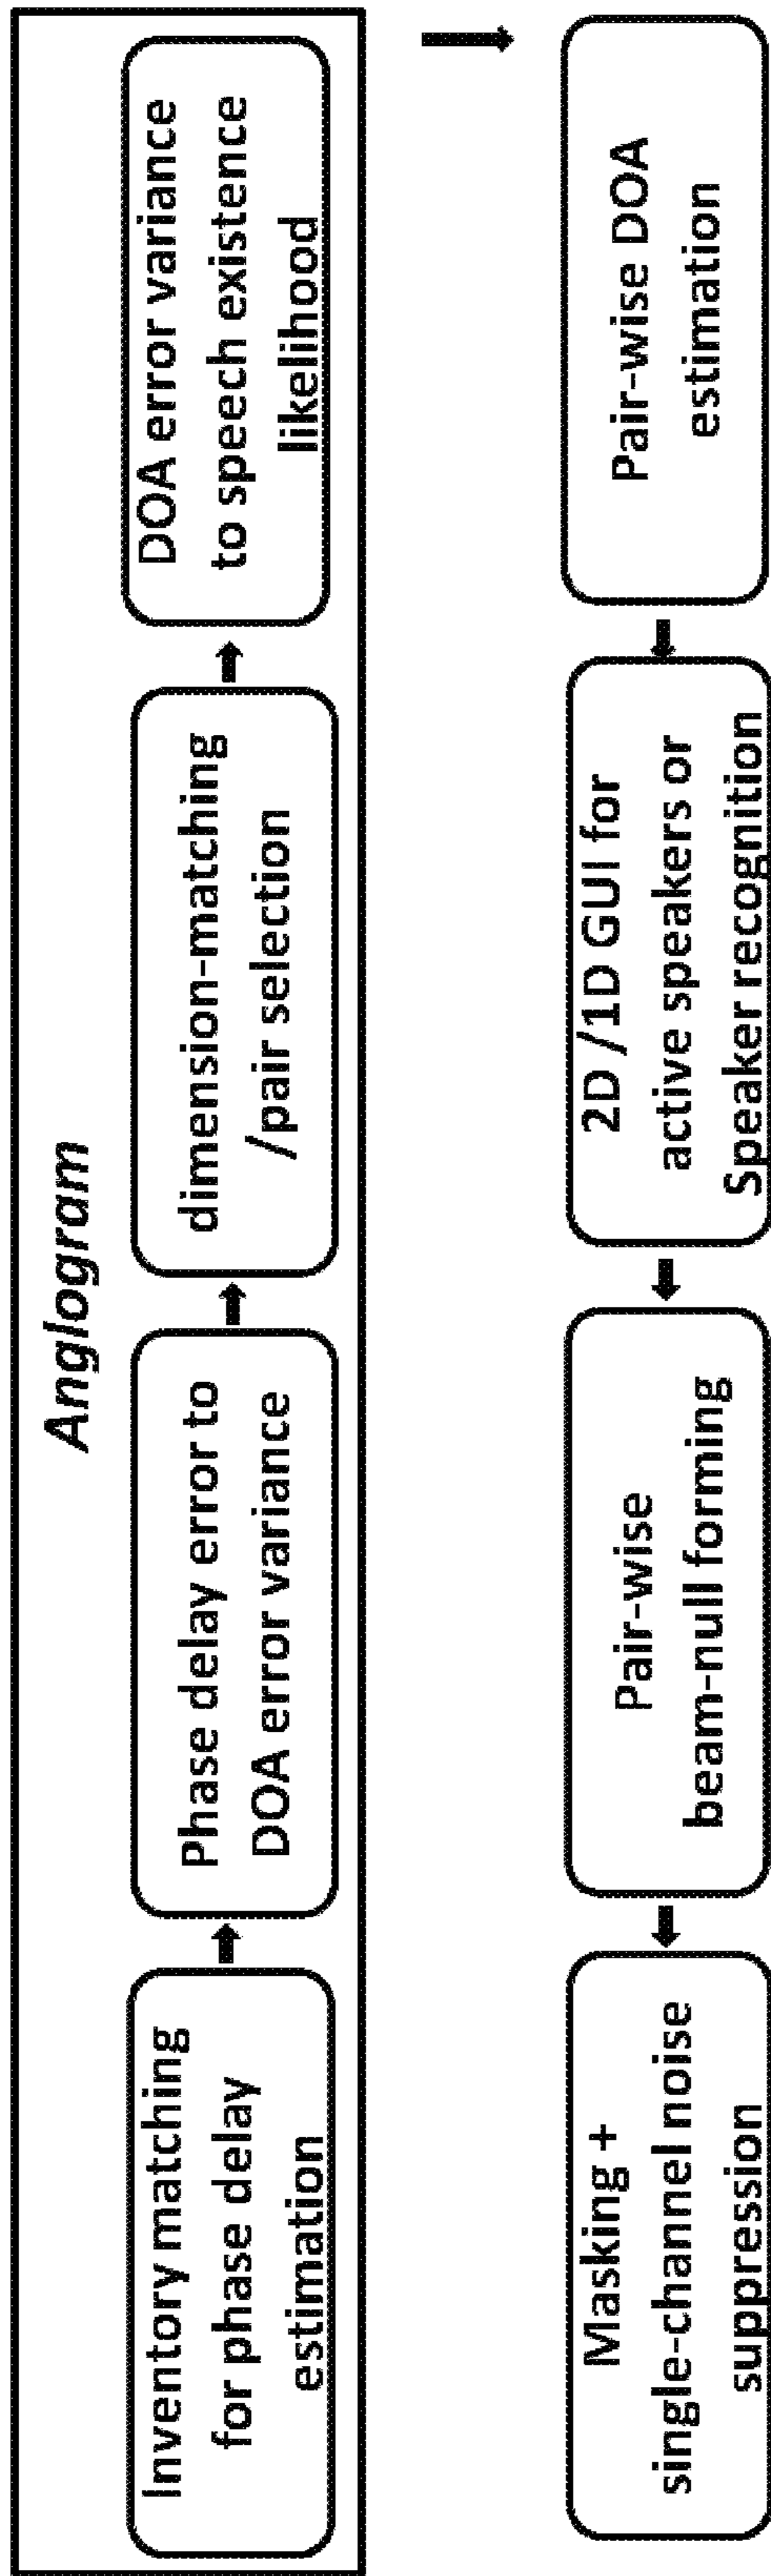 Anglogram
Inventory matching
for phase delay
estimation
Phase delay error to
DOA error variance
dimension-matching
/pair selection
DOA error variance
to speech existence
likelihood
Pair-wise DOA
estimation
2D /1D GUI for
active speakers or
Speaker recognition
Pair-wise
beam-null forming
Masking +
single-channel noise
suppression